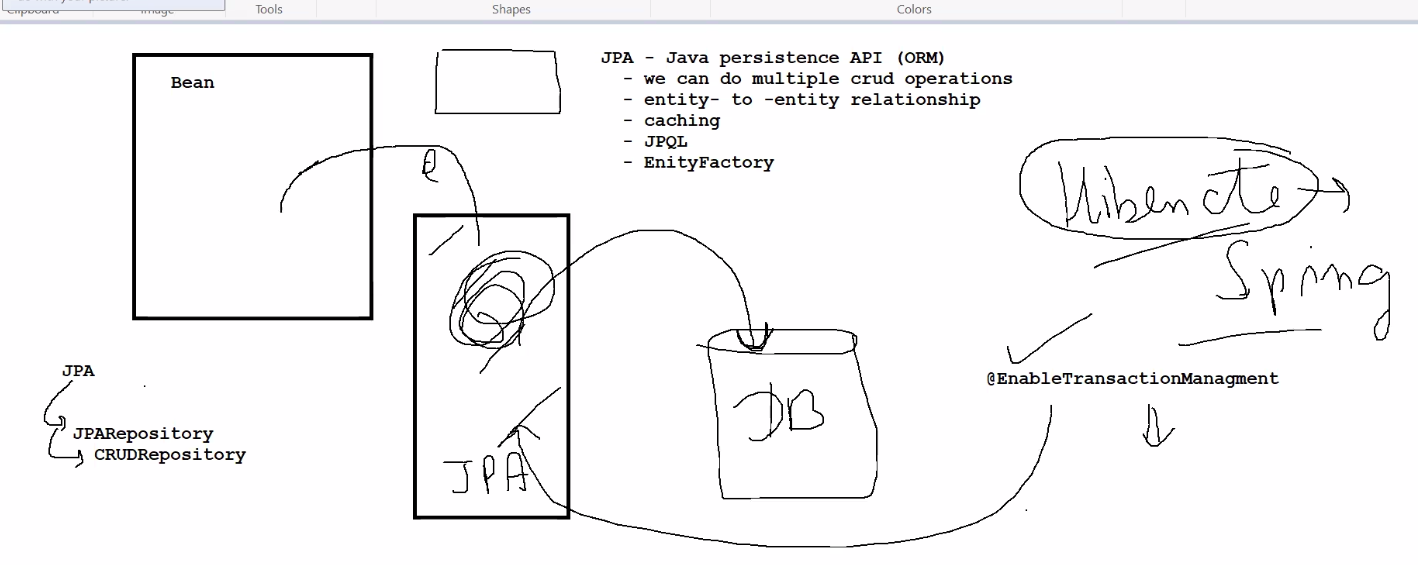 Clipboard
Image
Tools
Shapes
Colors
Bean
JPA - Java persistence API (ORM)
- we can do multiple crud operations
- entity- to -entity relationship
- caching
- JPQL
- EnityFactory
Hibernate
Spring
@EnableTransactionManagment
JPA
JPARepository
CRUDRepository
DB
JPA